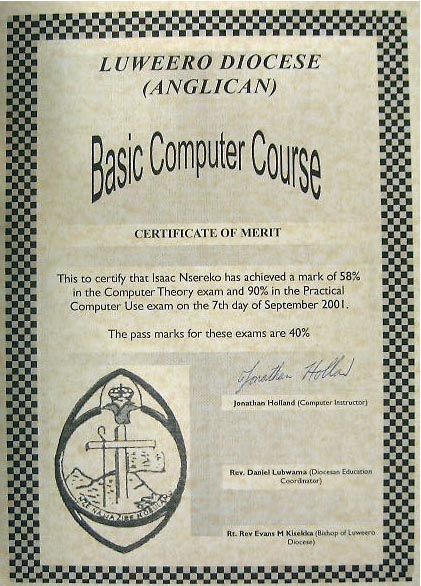 LUWEERO DIOCESE
(ANGLICAN)
Basic Computer Course
CERTIFICATE OF MERIT
This to certify that Isaac Nsereko has achieved a mark of 58%
in the Computer Theory exam and 90% in the Practical
Computer Use exam on the 7th day of September 2001.
The pass marks for these exams are 40%
Jonathan Holland
Jonathan Holland (Computer Instructor)
Rev. Daniel Lubwama (Diocesan Education
Coordinator)
Rt. Rev Evans M Kisekka (Bishop of Luweero
Diocese)